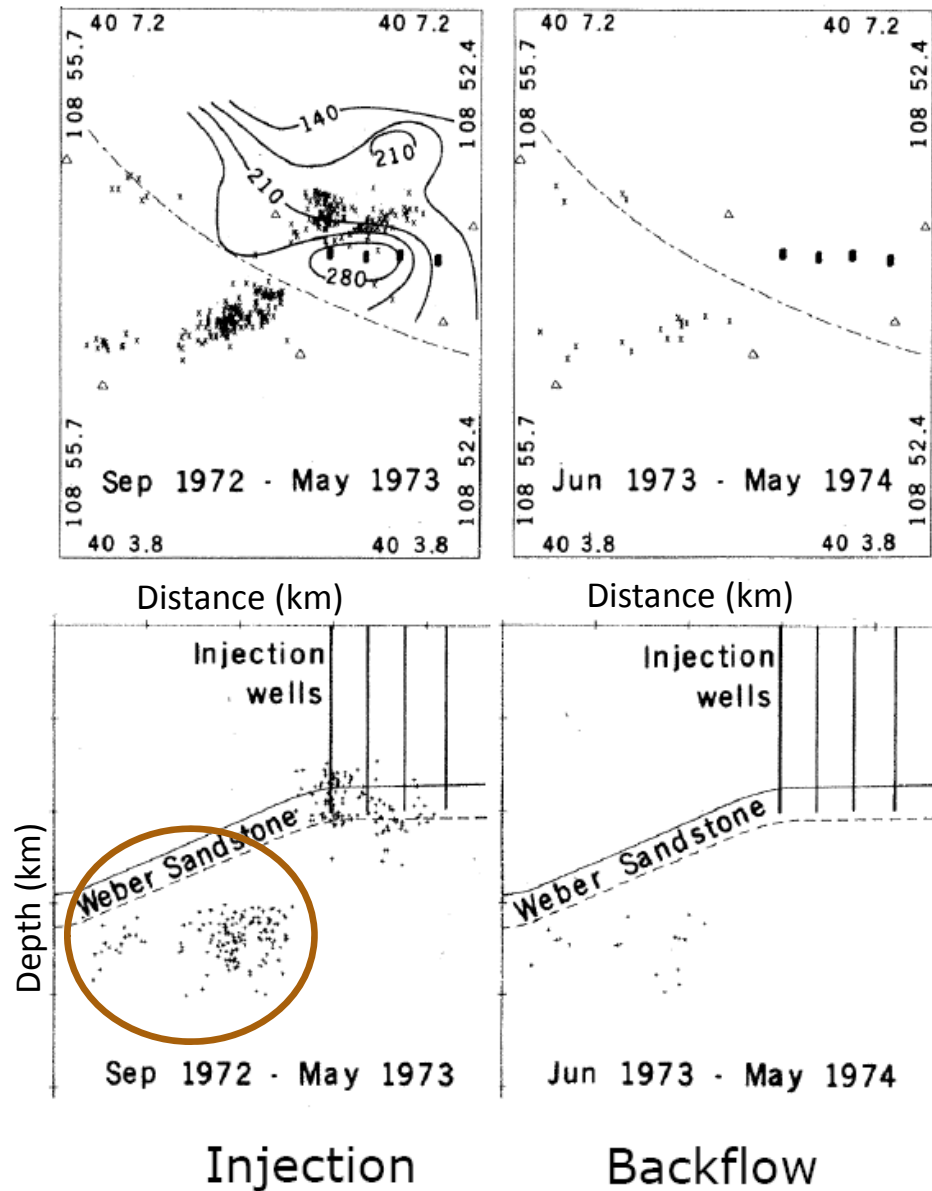 40 7.2
40 7.2
108 55.7
108 52.4
140
210
210
280
108 55.7
108 52.4
Sep 1972 - May 1973
40 3.8
40 3.8
40 7.2
40 7.2
108 55.7
108 52.4
108 55.7
108 52.4
Jun 1973 - May 1974
40 3.8
40 3.8
Distance (km)
Distance (km)
Depth (km)
Injection
wells
Weber Sandstone
Sep 1972 - May 1973
Injection
wells
Weber Sandstone
Jun 1973 - May 1974
Injection
Backflow